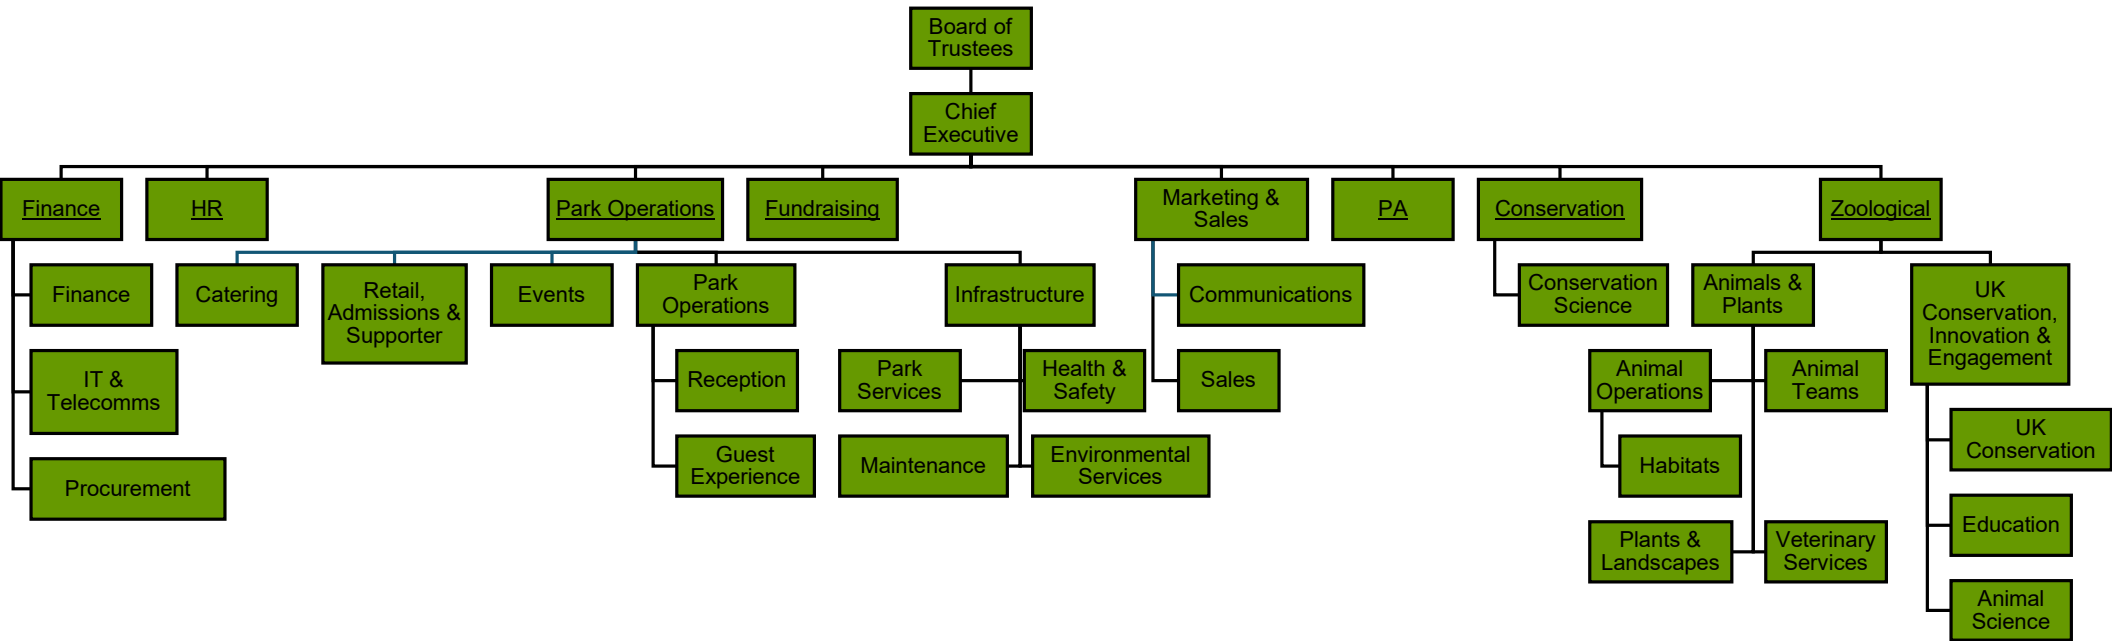 Board of
Trustees
Chief
Executive
Finance
HR
Park Operations
Fundraising
Marketing &
Sales
PA
Conservation
Zoological
Finance
Catering
Retail,
Admissions &
Supporter
Events
Park
Operations
Infrastructure
Communications
Conservation
Science
Animals &
Plants
UK
Conservation,
Innovation &
Engagement
IT &
Telecomms
Reception
Park
Services
Health &
Safety
Sales
Animal
Operations
Animal
Teams
Procurement
Guest
Experience
Maintenance
Environmental
Services
Habitats
UK
Conservation
Plants &
Landscapes
Veterinary
Services
Education
Animal
Science